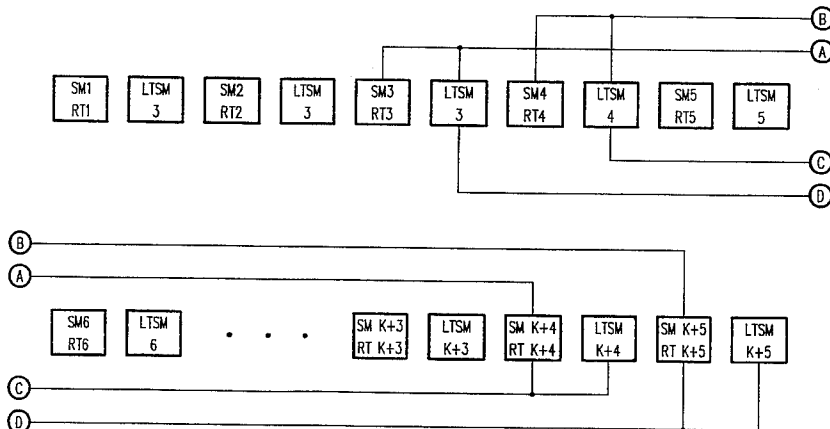 B
A
SM1 LTSM SM2 LTSM SM3 LTSM SM4 LTSM SM5 LTSM
RT1 3 RT2 3 RT3 3 RT4 4 RT5 5
C
D
B
A
SM6 LTSM . . . SM K+3 LTSM SM K+4 LTSM SM K+5 LTSM
RT6 6 RT K+3 K+3 RT K+4 K+4 RT K+5 K+5
C
D